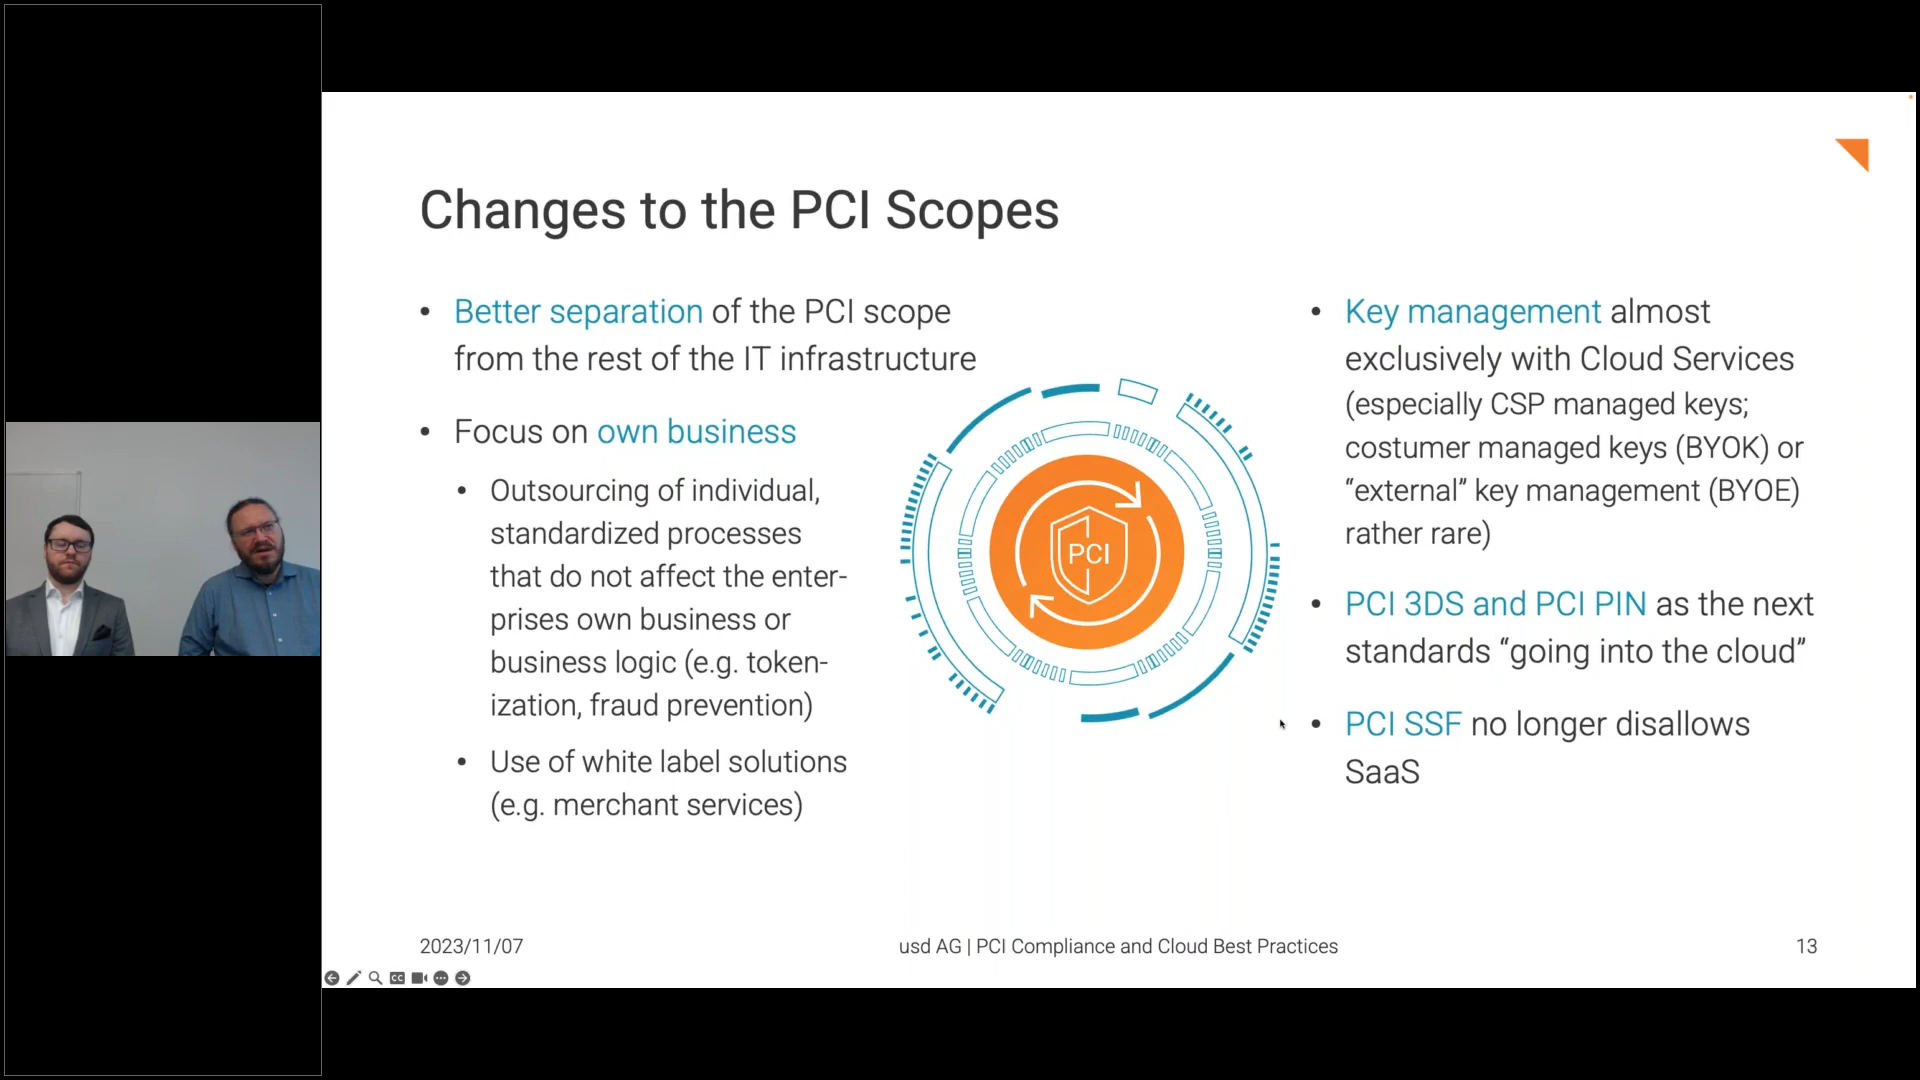 Changes to the PCI Scopes
• Better separation of the PCI scope
from the rest of the IT infrastructure
• Focus on own business
• Outsourcing of individual,
standardized processes
that do not affect the enter-
prises own business or
business logic (e.g. token-
ization, fraud prevention)
• Use of white label solutions
(e.g. merchant services)
PCI
• Key management almost
exclusively with Cloud Services
(especially CSP managed keys;
costumer managed keys (BYOK) or
“external” key management (BYOE)
rather rare)
• PCI 3DS and PCI PIN as the next
standards “going into the cloud”
• PCI SSF no longer disallows
SaaS
2023/11/07
usd AG | PCI Compliance and Cloud Best Practices
13
CC